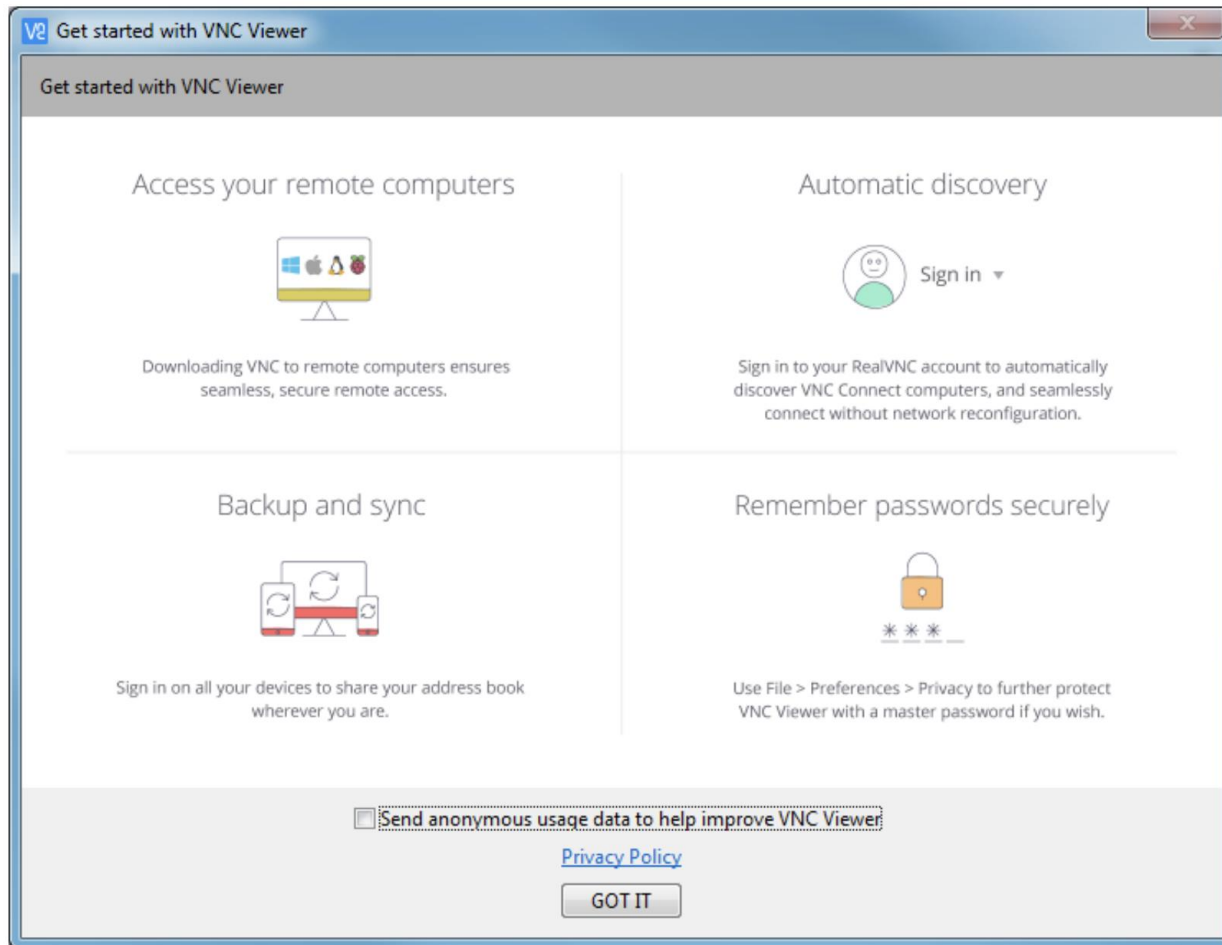 Get started with VNC Viewer
Get started with VNC Viewer
Access your remote computers
Downloading VNC to remote computers ensures
seamless, secure remote access.
Automatic discovery
Sign in
Sign in to your RealVNC account to automatically
discover VNC Connect computers, and seamlessly
connect without network reconfiguration.
Backup and sync
Sign in on all your devices to share your address book
wherever you are.
Remember passwords securely
* * * _
Use File > Preferences > Privacy to further protect
VNC Viewer with a master password if you wish.
Send anonymous usage data to help improve VNC Viewer
Privacy Policy
GOT IT